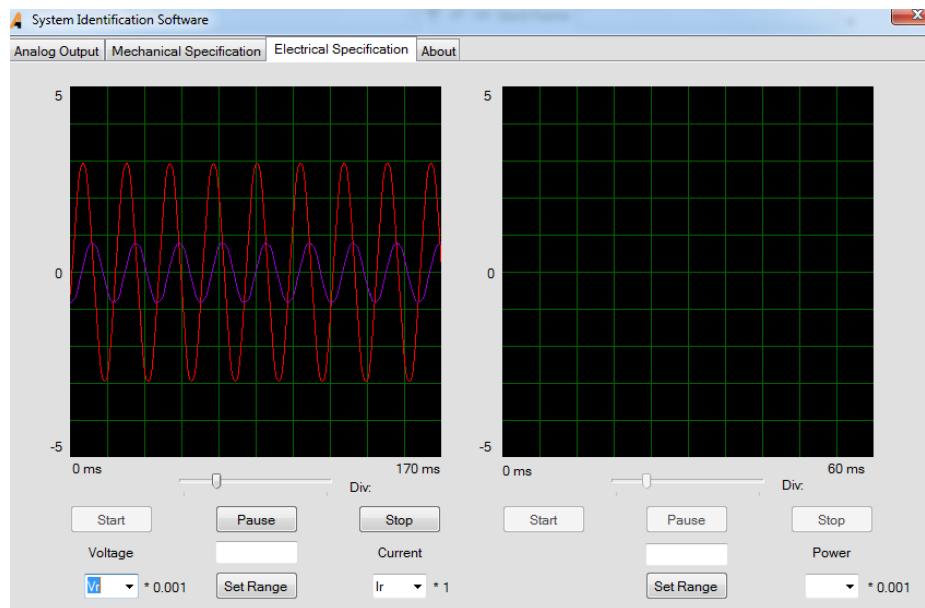 System Identification Software
Analog Output Mechanical Specification Electrical Specification About
5 5
0 0
-5 -5
0 ms 170 ms 0 ms 60 ms
Div: Div:
Start Pause Stop Start Pause Stop
Voltage Current Power
Vr * 0.001 Set Range Ir * 1 Set Range * 0.001